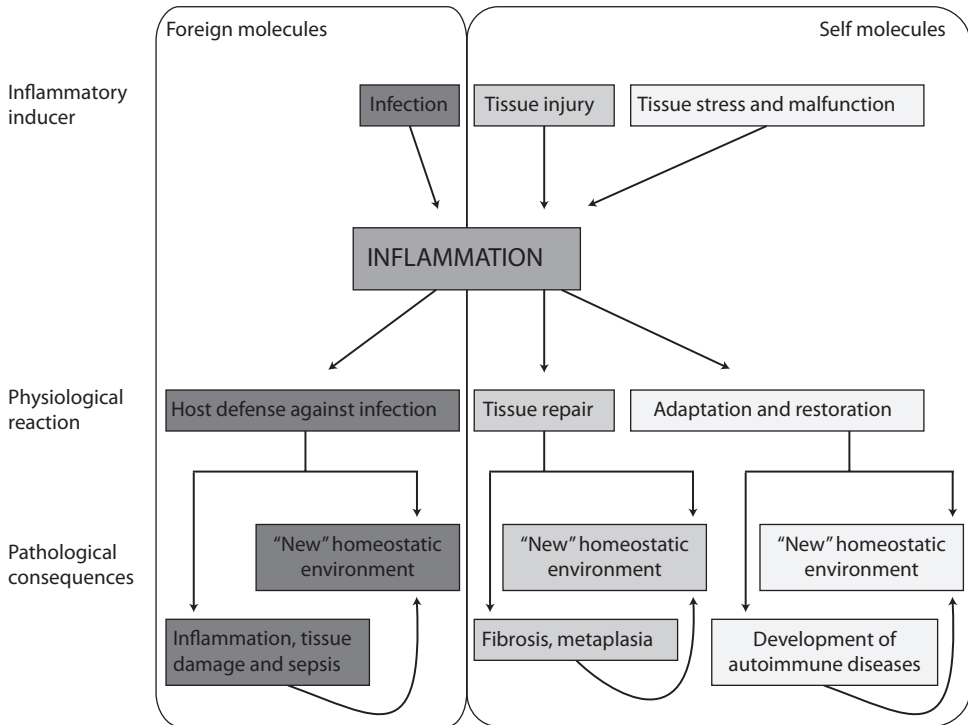 Foreign molecules
Self molecules
Inflammatory
inducer
Infection
Tissue injury
Tissue stress and malfunction
INFLAMMATION
Physiological
reaction
Host defense against infection
Tissue repair
Adaptation and restoration
Pathological
consequences
“New” homeostatic
environment
“New” homeostatic
environment
“New” homeostatic
environment
Inflammation, tissue
damage and sepsis
Fibrosis, metaplasia
Development of
autoimmune diseases